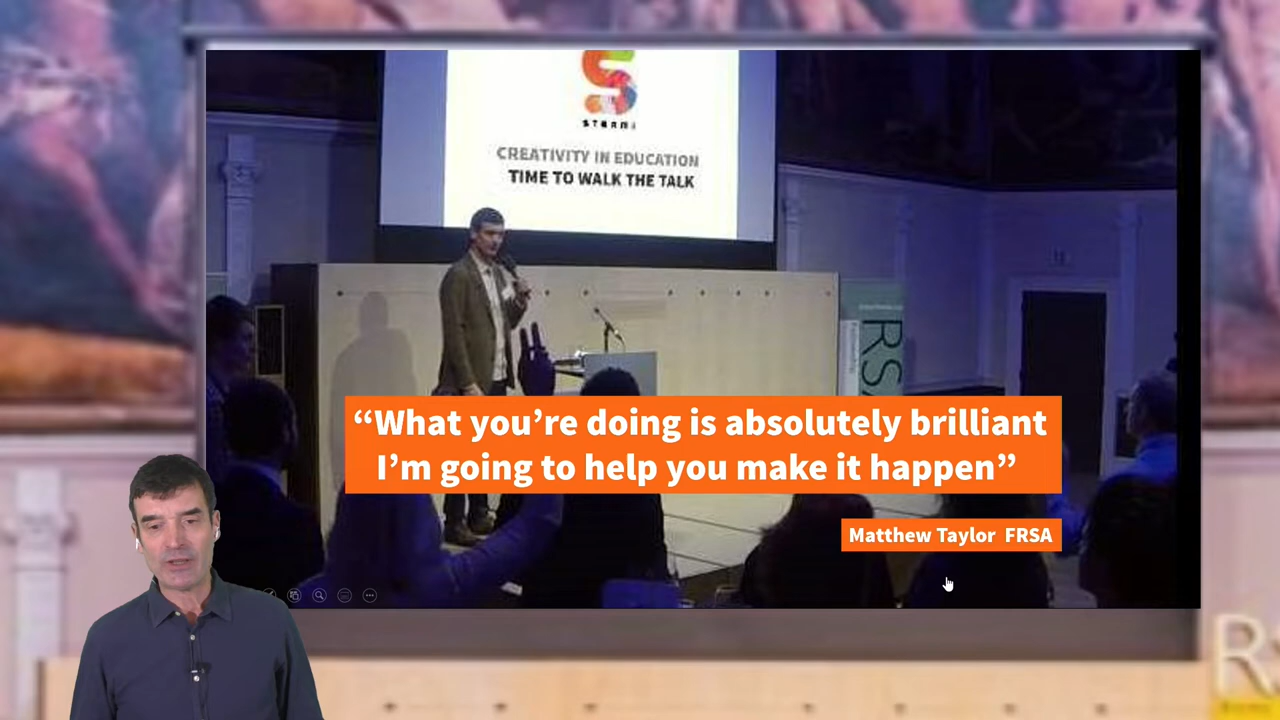 CREATIVITY IN EDUCATION
TIME TO WALK THE TALK
RSA
“What you’re doing is absolutely brilliant
I’m going to help you make it happen”
Matthew Taylor FRSA
RS